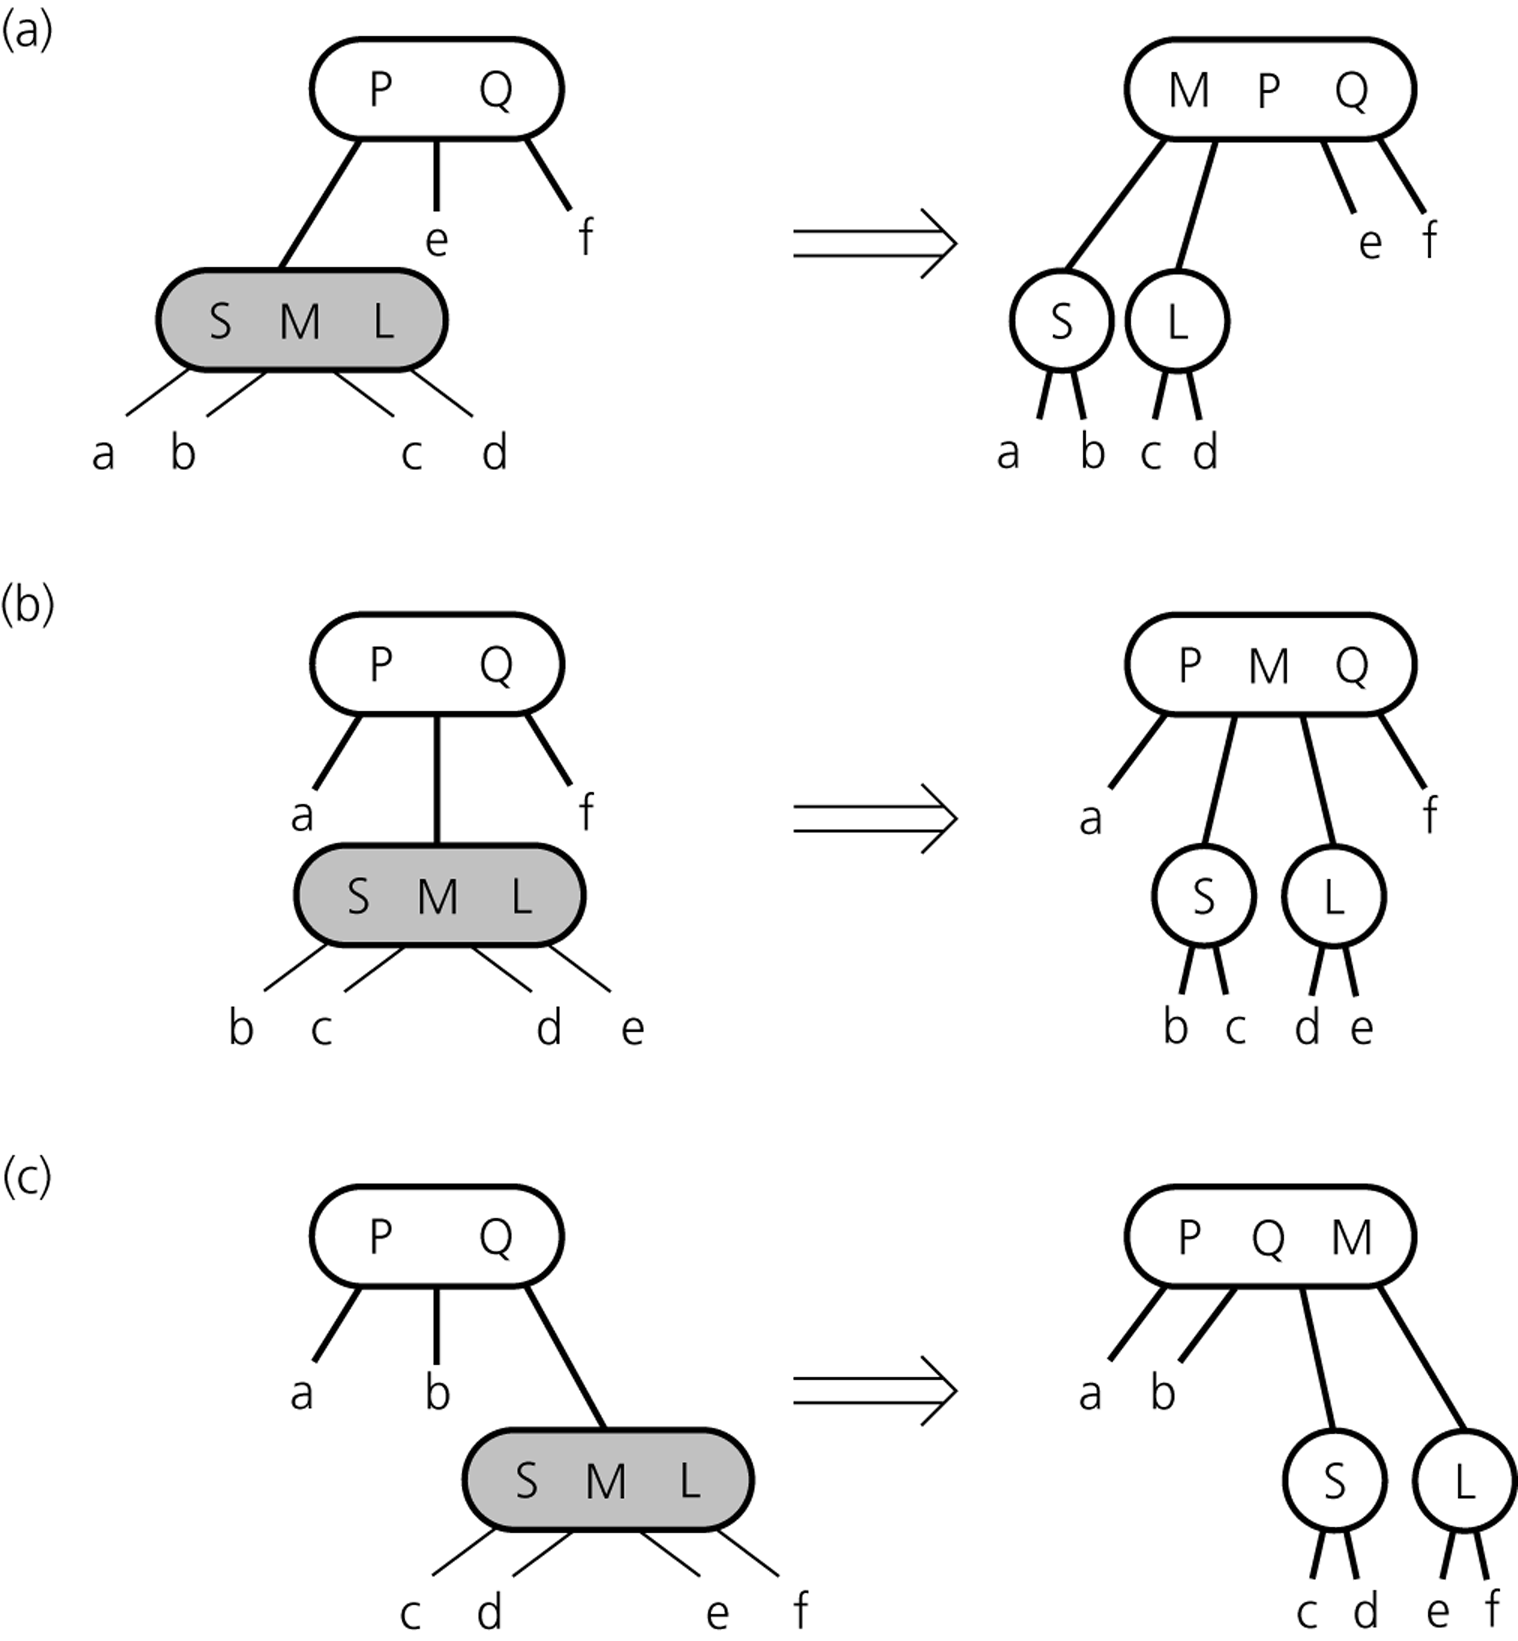 (a)
P Q
M P Q
e f
e f
S M L
S
L
a b c d
a b c d
(b)
P Q
P M Q
a f
a f
S M L
S
L
b c d e
b c d e
(c)
P Q
P Q M
a b
a b
S M L
S
L
c d e f
c d e f